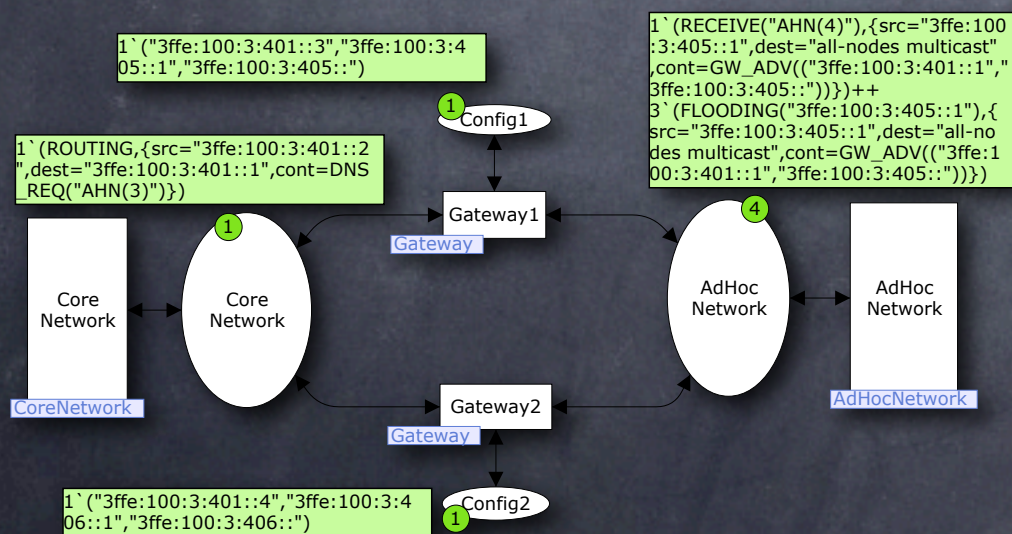 1`("3ffe:100:3:401::3","3ffe:100:3:4
05::1","3ffe:100:3:405::")
1`(RECEIVE("AHN(4)"),{src="3ffe:100
:3:405::1",dest="all-nodes multicast"
,cont=GW_ADV(("3ffe:100:3:401::1","
3ffe:100:3:405::"))})++
3`(FLOODING("3ffe:100:3:405::1"),{
src="3ffe:100:3:405::1",dest="all-no
des multicast",cont=GW_ADV(("3ffe:1
00:3:401::1","3ffe:100:3:405::"))})
1
Config1
1`(ROUTING,{src="3ffe:100:3:401::2
",dest="3ffe:100:3:401::1",cont=DNS
_REQ("AHN(3)")})
1
Gateway1
Gateway
4
Core
Network
CoreNetwork
Core
Network
AdHoc
Network
AdHoc
Network
AdHocNetwork
Gateway2
Gateway
1`("3ffe:100:3:401::4","3ffe:100:3:4
06::1","3ffe:100:3:406::")
Config2
1